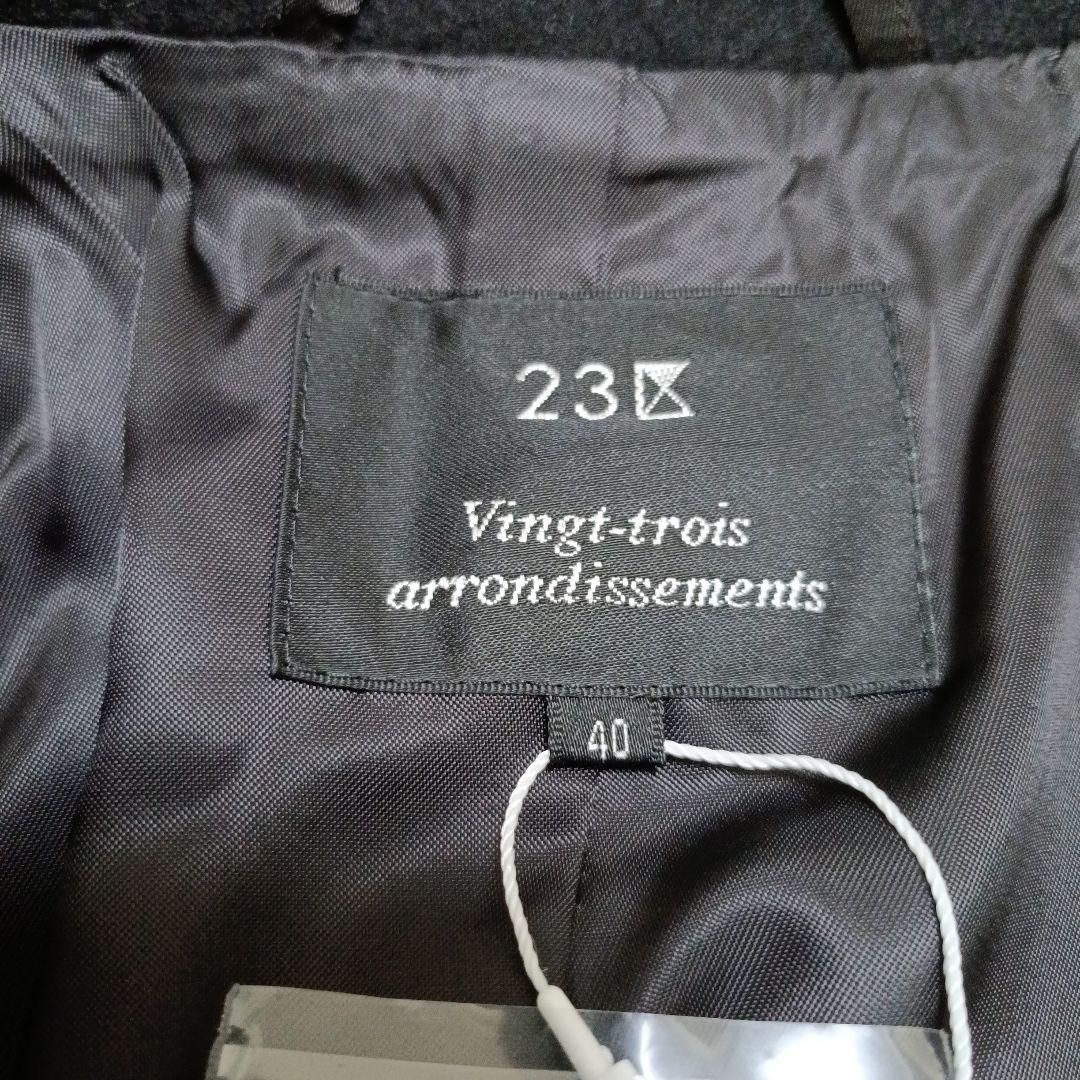 23区
Vingt-trois
arrondissements
40